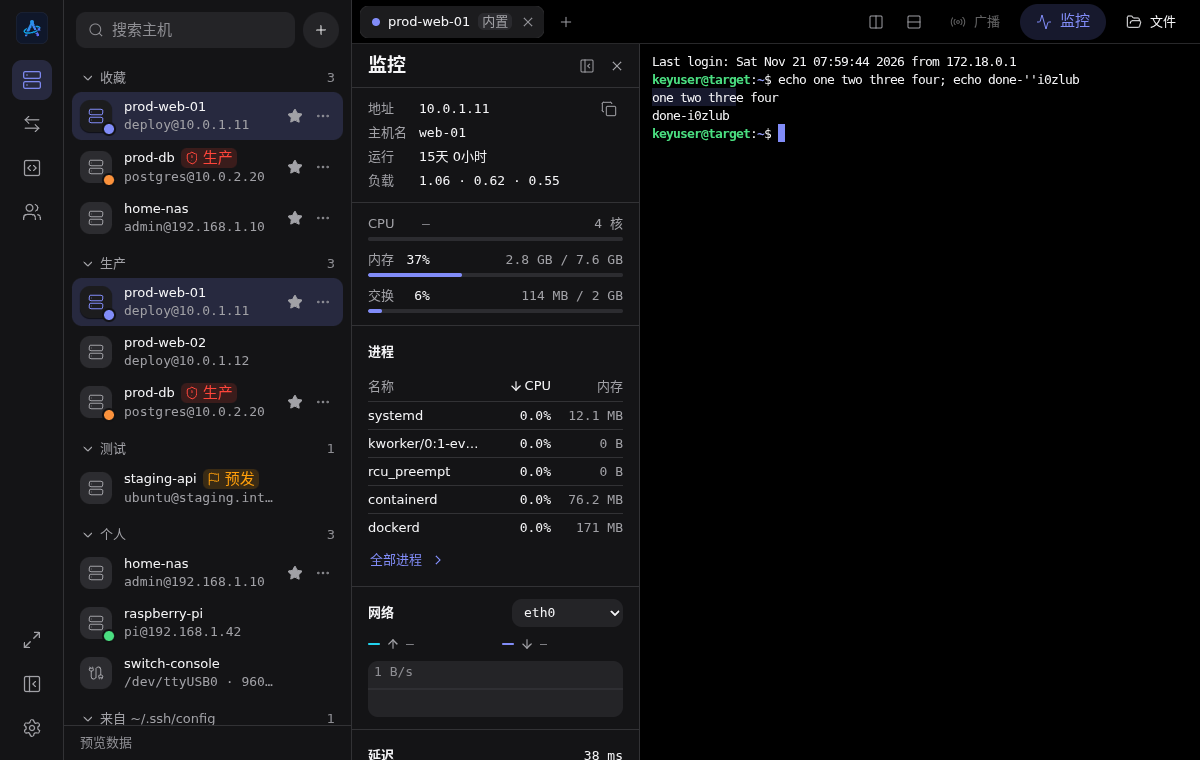 搜索主机
收藏 3
prod-web-01
deploy@10.0.1.11
prod-db 生产
postgres@10.0.2.20
home-nas
admin@192.168.1.10
生产 3
prod-web-01
deploy@10.0.1.11
prod-web-02
deploy@10.0.1.12
prod-db 生产
postgres@10.0.2.20
测试 1
staging-api 预发
ubuntu@staging.int…
个人 3
home-nas
admin@192.168.1.10
raspberry-pi
pi@192.168.1.42
switch-console
/dev/ttyUSB0 · 960…
来自 ~/.ssh/config 1
预览数据
prod-web-01 内置
广播 监控 文件
监控
地址 10.0.1.11
主机名 web-01
运行 15天 0小时
负载 1.06 · 0.62 · 0.55
CPU — 4 核
内存 37% 2.8 GB / 7.6 GB
交换 6% 114 MB / 2 GB
进程
名称 CPU 内存
systemd 0.0% 12.1 MB
kworker/0:1-ev… 0.0% 0 B
rcu_preempt 0.0% 0 B
containerd 0.0% 76.2 MB
dockerd 0.0% 171 MB
全部进程
网络 eth0
↑ — ↓ —
1 B/s
延迟 38 ms
Last login: Sat Nov 21 07:59:44 2026 from 172.18.0.1
keyuser@target:~$ echo one two three four; echo done-''i0zlub
one two three four
done-i0zlub
keyuser@target:~$